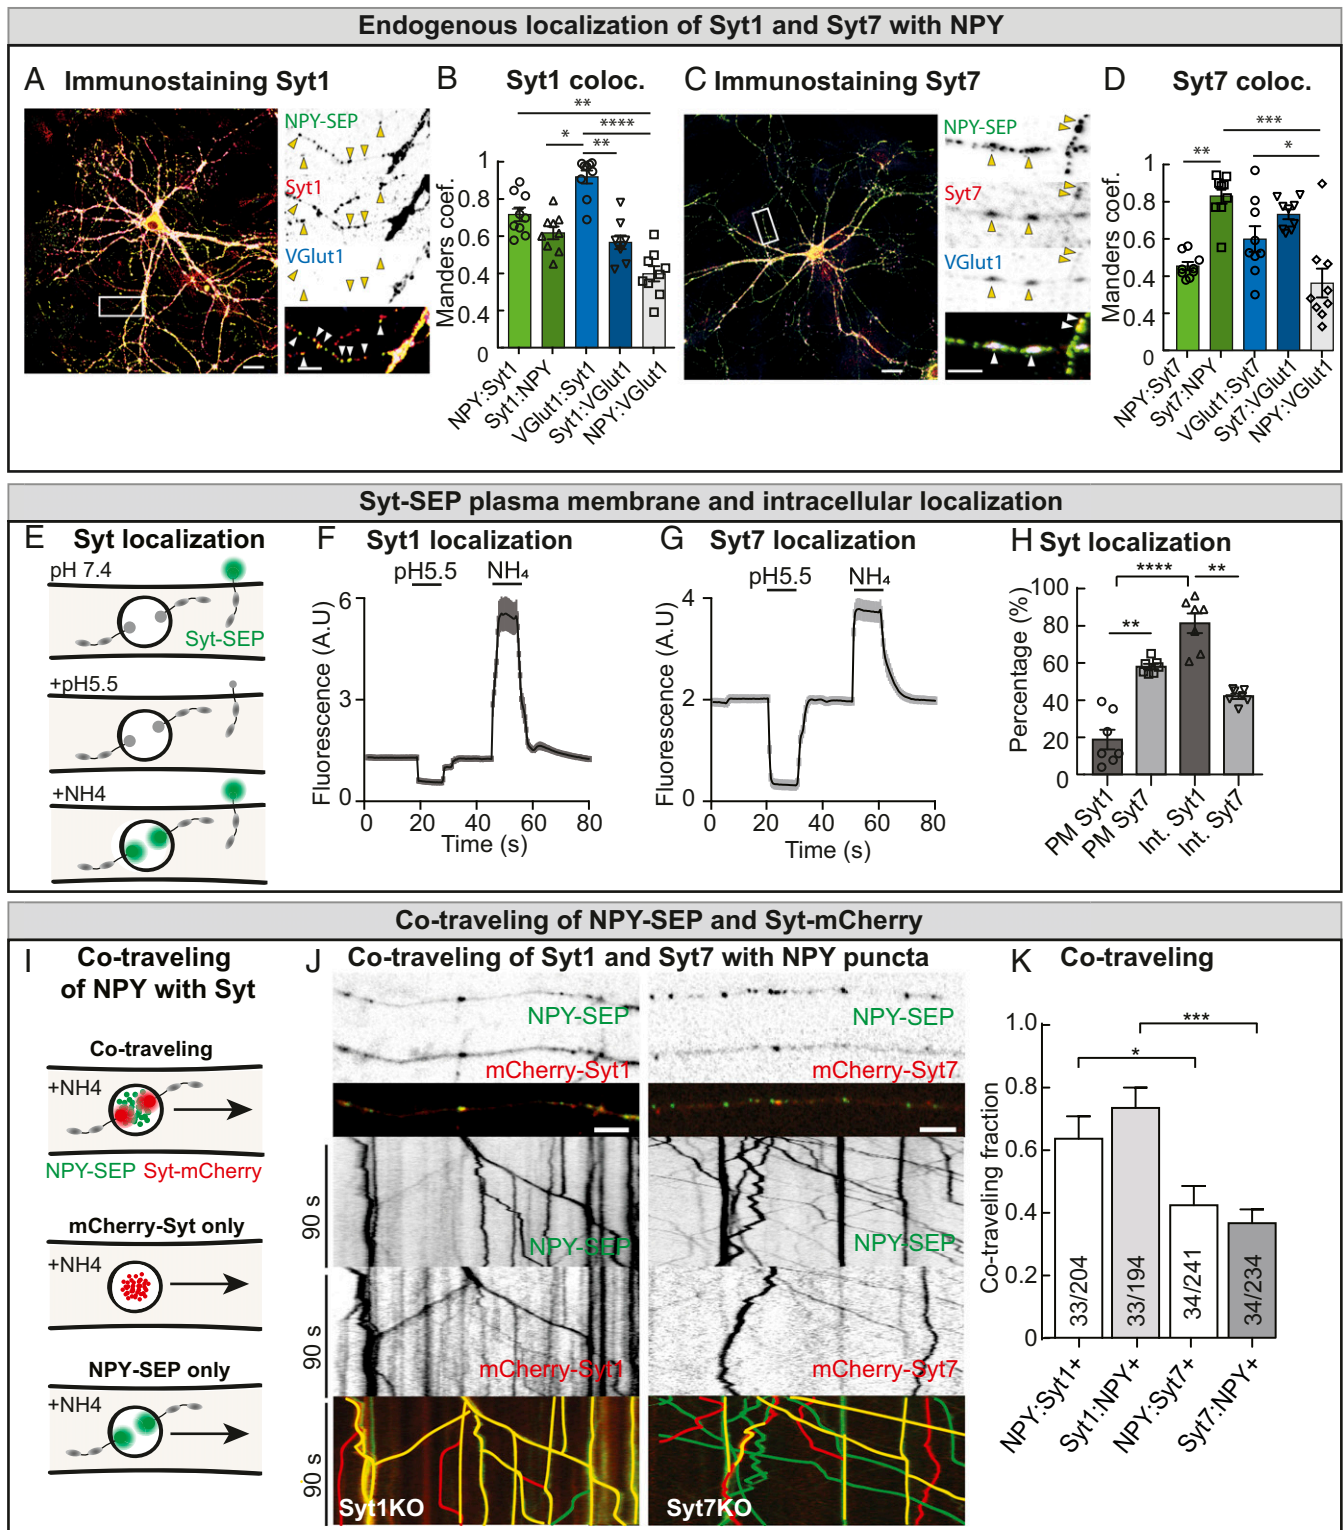 Endogenous localization of Syt1 and Syt7 with NPY
A Immunostaining Syt1
NPY-SEP
Syt1
VGlut1
B Syt1 coloc.
**
****
*
**
Manders coef.
1
0.8
0.6
0.4
0.4
0
NPY:Syt1
Syt1:NPY
VGlut1:Syt1
Syt1:VGlut1
NPY:VGlut1
C Immunostaining Syt7
NPY-SEP
Syt7
VGlut1
D Syt7 coloc.
***
**
*
Manders coef.
1
0.8
0.6
0.4
0.4
0
NPY:Syt7
Syt7:NPY
VGlut1:Syt7
Syt7:VGlut1
NPY:VGlut1
Syt-SEP plasma membrane and intracellular localization
E Syt localization
pH 7.4
Syt-SEP
+pH5.5
+NH4
F Syt1 localization
pH5.5
NH₄
Fluorescence (A.U)
6
3
0
0 20 40 60 80
Time (s)
G Syt7 localization
pH5.5
NH₄
Fluorescence (A.U)
4
2
0
0 20 40 60 80
Time (s)
H Syt localization
****
**
**
Percentage (%)
100
80
60
40
20
0
PM Syt1
PM Syt7
Int. Syt1
Int. Syt7
Co-traveling of NPY-SEP and Syt-mCherry
I Co-traveling
of NPY with Syt
Co-traveling
+NH4
NPY-SEP Syt-mCherry
mCherry-Syt only
+NH4
NPY-SEP only
+NH4
J Co-traveling of Syt1 and Syt7 with NPY puncta
NPY-SEP
mCherry-Syt1
90 s
NPY-SEP
90 s
mCherry-Syt1
90 s
Syt1KO
NPY-SEP
mCherry-Syt7
NPY-SEP
mCherry-Syt7
Syt7KO
K Co-traveling
***
*
Co-traveling fraction
1.0
0.8
0.6
0.4
0.2
0
33/204
33/194
34/241
34/234
NPY:Syt1+
Syt1:NPY+
NPY:Syt7+
Syt7:NPY+